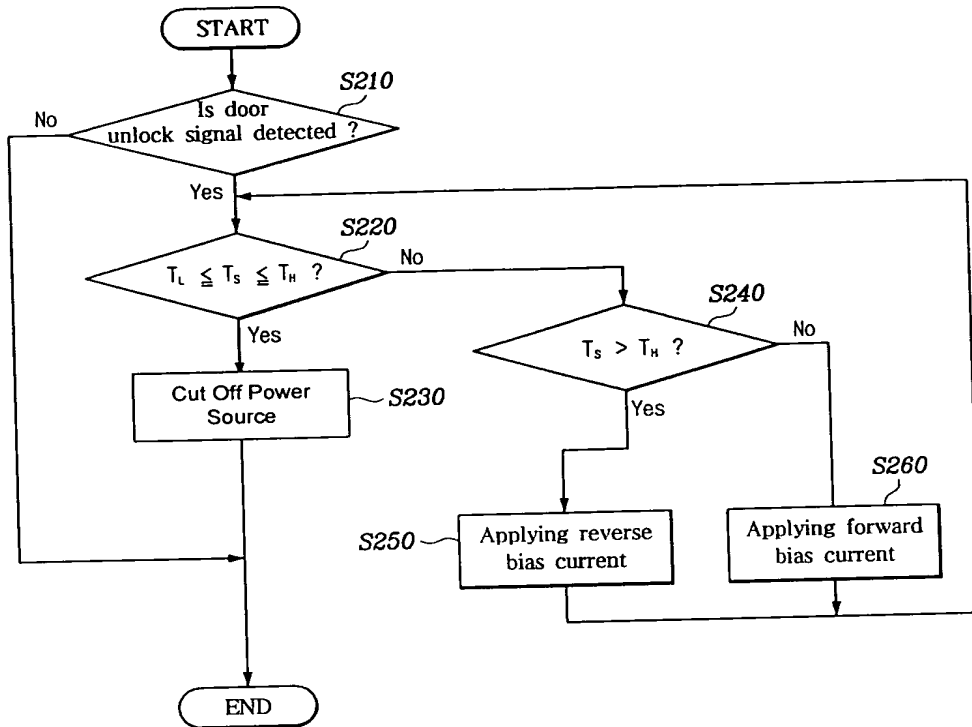 START
S210
No
Is door
unlock signal detected ?
Yes
S220
T_L ≦ T_S ≦ T_H ?
No
S240
T_S > T_H ?
No
Yes
Cut Off Power
Source
S230
Yes
S260
S250
Applying reverse
bias current
Applying forward
bias current
END